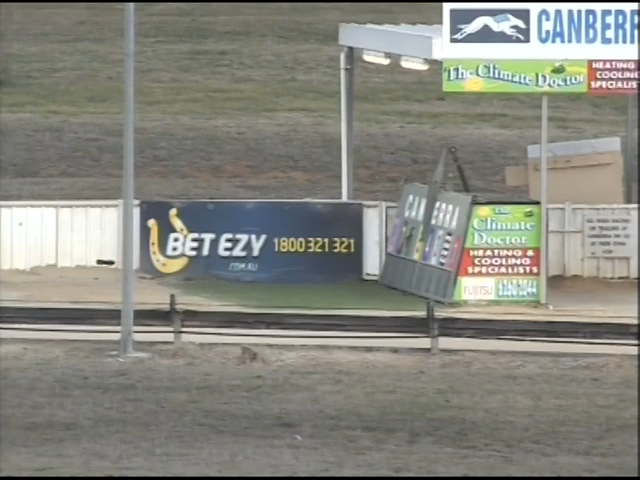 CANBERR
The Climate Doctor
HEATING
COOLING
SPECIALIS
BET EZY 1800 321 321
.COM.AU
CAN ERRA
The
Climate
Doctor
HEATING &
COOLING
SPECIALISTS
FUJITSU